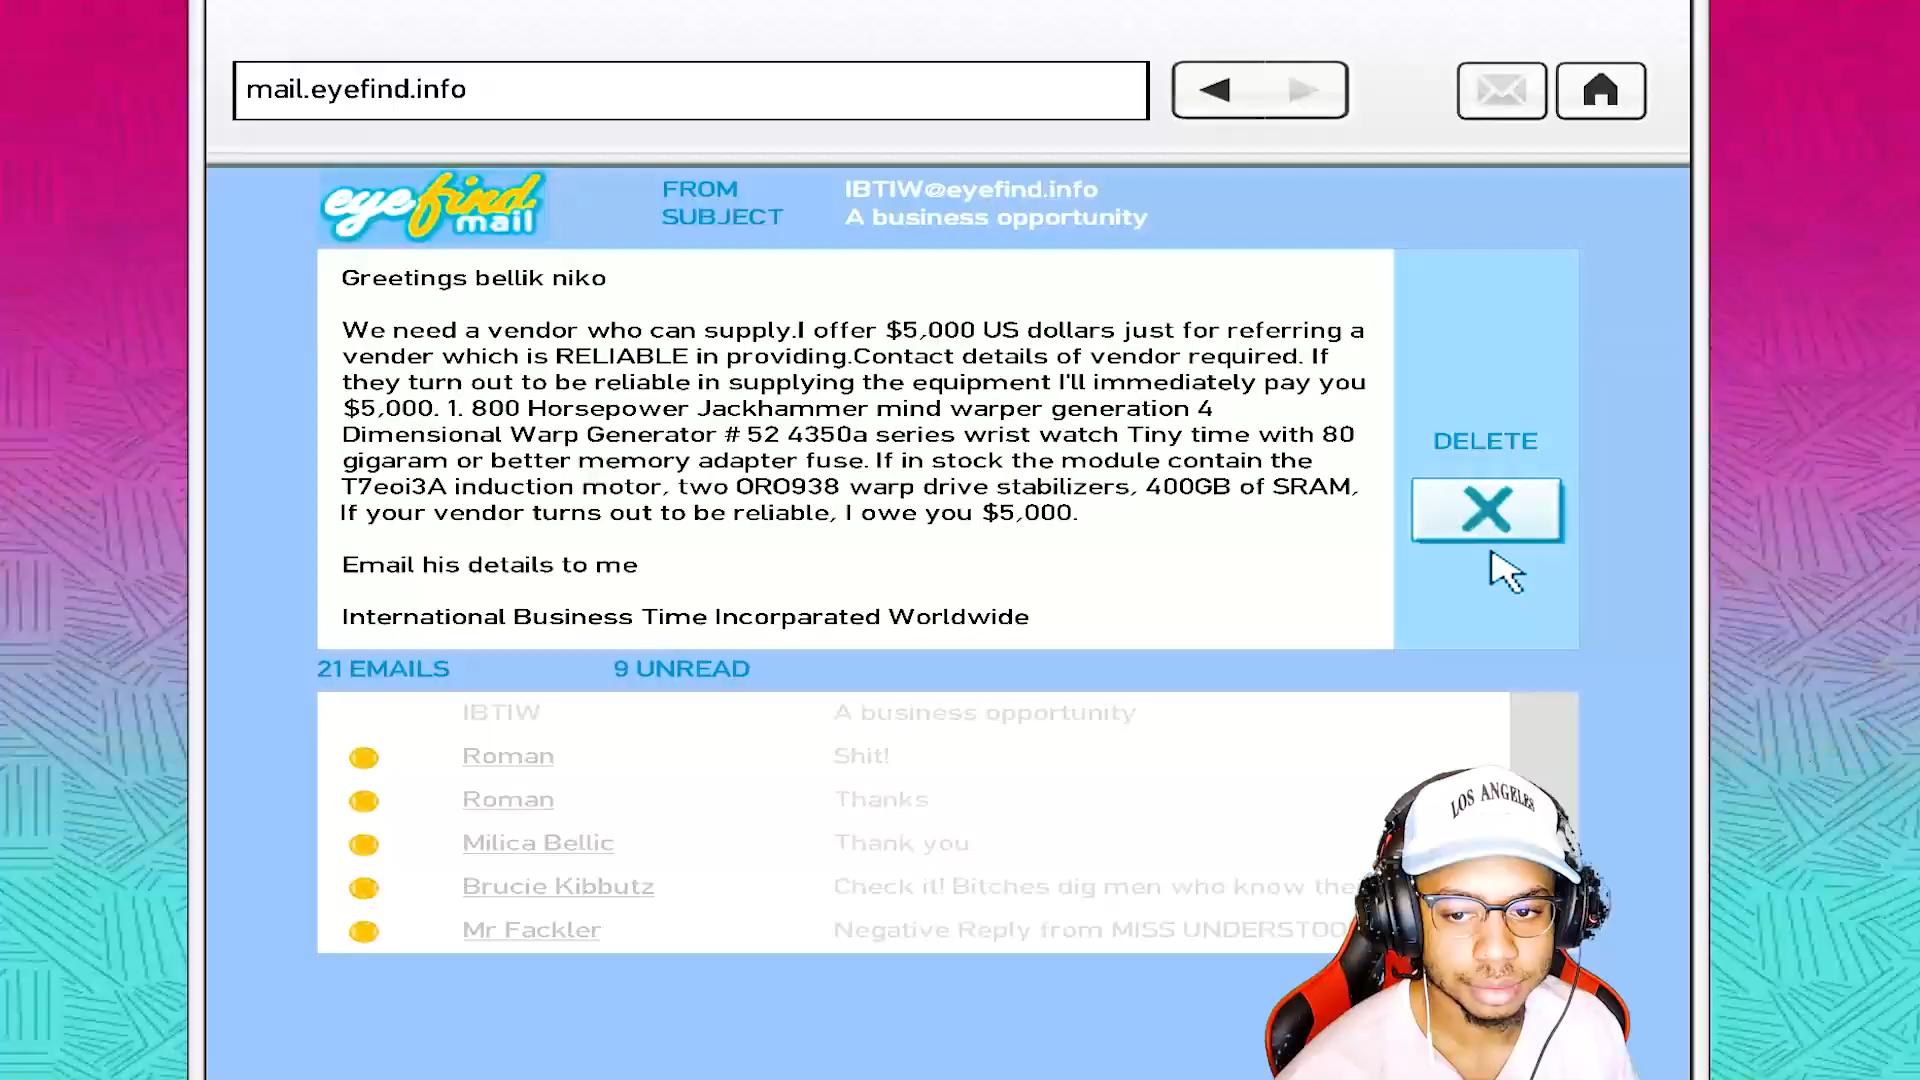 mail.eyefind.info
eyefind mail
FROM IBTIW@eyefind.info
SUBJECT A business opportunity
Greetings bellik niko
We need a vendor who can supply.I offer $5,000 US dollars just for referring a
vender which is RELIABLE in providing.Contact details of vendor required. If
they turn out to be reliable in supplying the equipment I'll immediately pay you
$5,000. 1. 800 Horsepower Jackhammer mind warper generation 4
Dimensional Warp Generator # 52 4350a series wrist watch Tiny time with 80
gigaram or better memory adapter fuse. If in stock the module contain the
T7eoi3A induction motor, two ORO938 warp drive stabilizers, 400GB of SRAM,
If your vendor turns out to be reliable, I owe you $5,000.
Email his details to me
International Business Time Incorparated Worldwide
DELETE
21 EMAILS 9 UNREAD
IBTIW A business opportunity
Roman Shit!
Roman Thanks
Milica Bellic Thank you
Brucie Kibbutz Check it! Bitches dig men who know the
Mr Fackler Negative Reply from MISS UNDERSTOO
LOS ANGELES